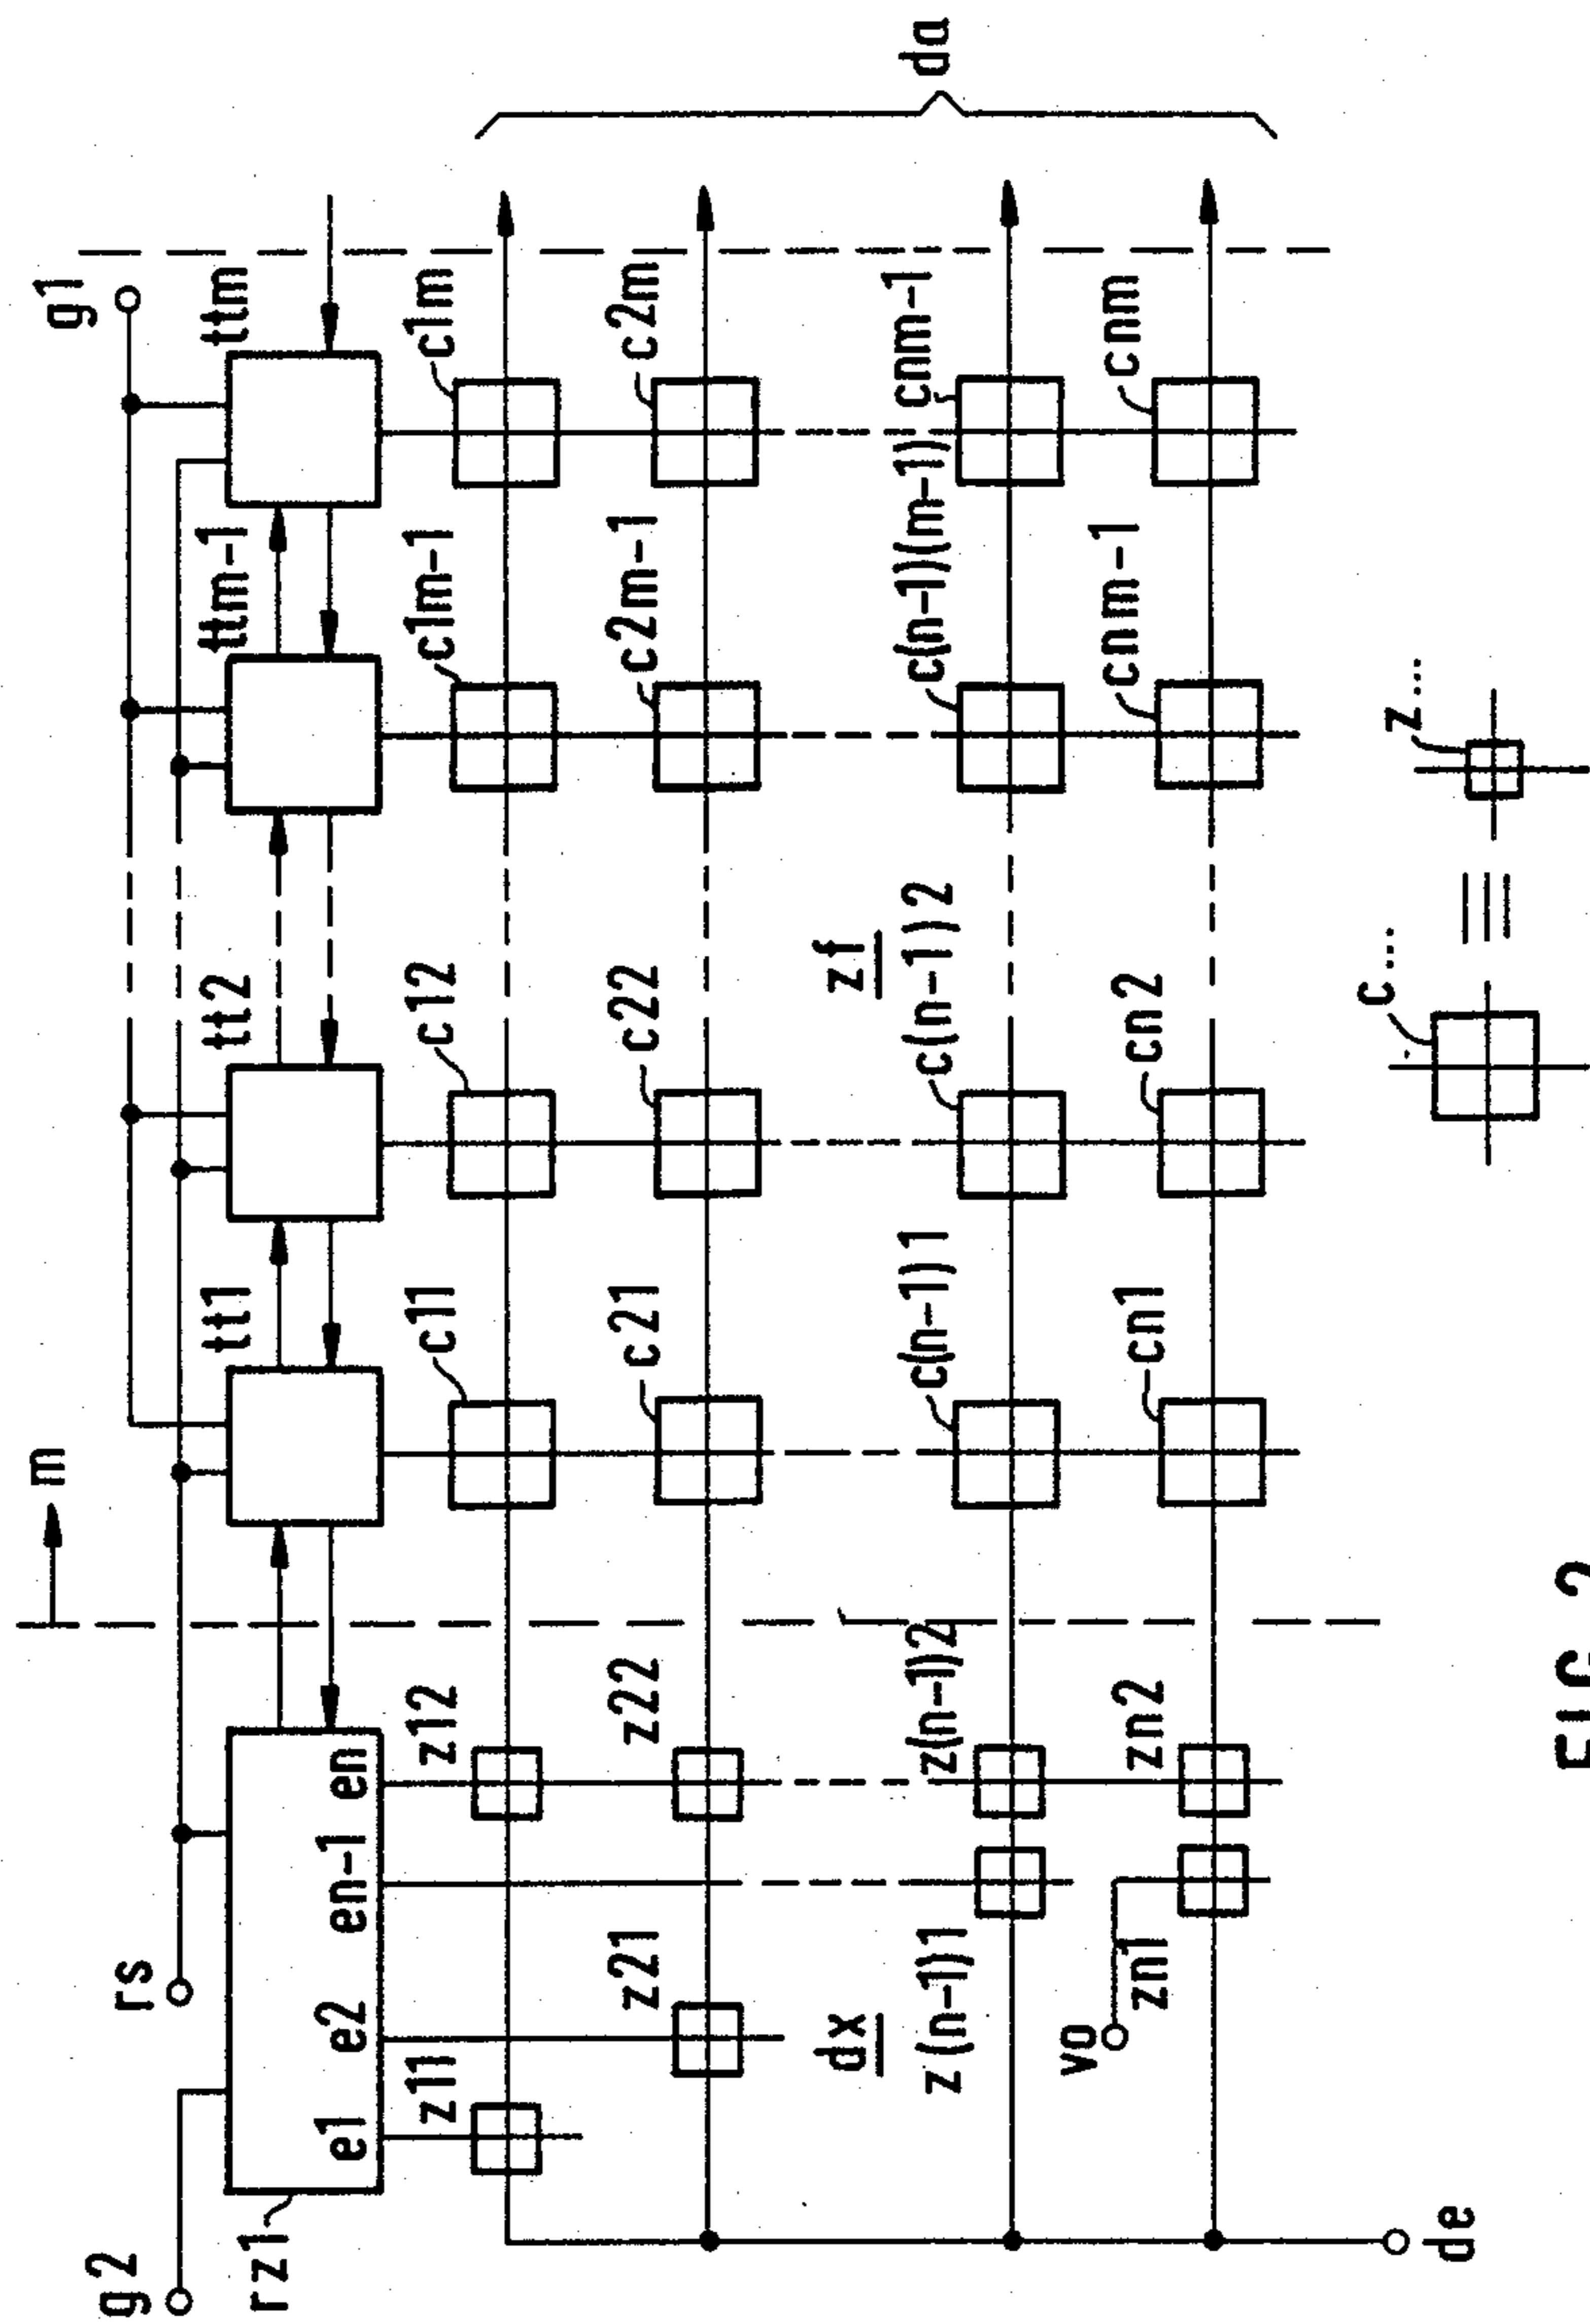 m
g1
g2
rs
rz1
tt1
tt2
ttm-1
ttm
e1
e2
en-1
en
z11
z12
c11
c12
c1m-1
c1m
z21
z22
c21
c22
c2m-1
c2m
da
dx
zf
z(n-1)1
z(n-1)2
c(n-1)1
c(n-1)2
c(n-1)(m-1)
cnm-1
vo
zn1
zn2
cn1
cn2
cnm-1
cnm
de
c...
z...
FIG. 2